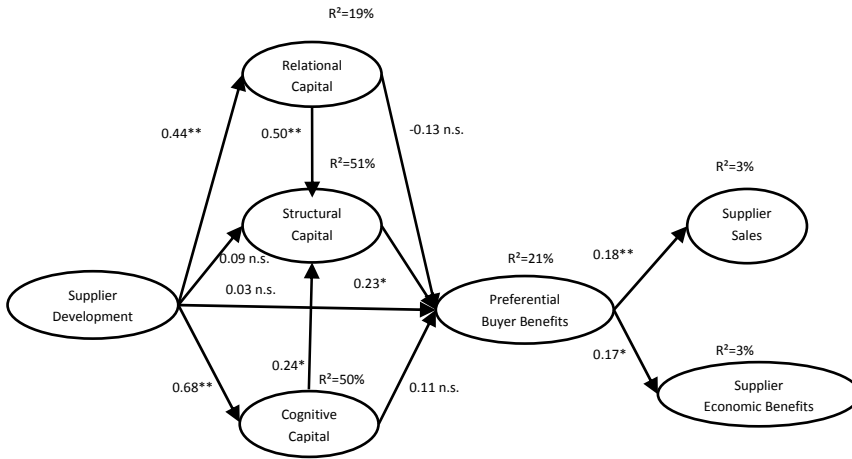 R²=19%
Relational
Capital
0.44**
0.50**
-0.13 n.s.
R²=51%
R²=3%
Structural
Capital
Supplier
Sales
0.09 n.s.
R²=21%
0.18**
0.03 n.s.
0.23*
Supplier
Development
Preferential
Buyer Benefits
0.24*
R²=50%
0.68**
0.11 n.s.
0.17*
R²=3%
Supplier
Economic Benefits
Cognitive
Capital